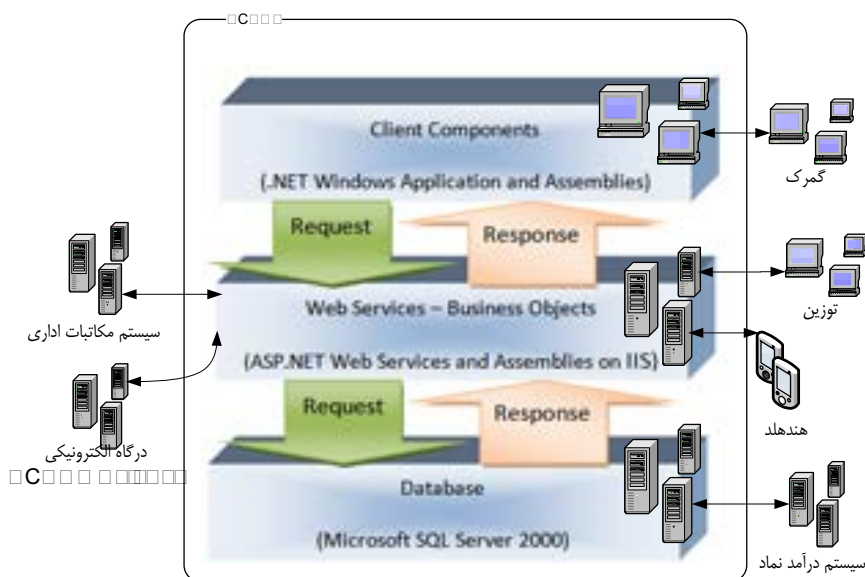 Client Components
(.NET Windows Application and Assemblies)
Request
Response
Web Services – Business Objects
(ASP.NET Web Services and Assemblies on IIS)
Request
Response
Database
(Microsoft SQL Server 2000)
گمرک
توزین
هندهلد
سیستم درآمد نماد
سیستم مکاتبات اداری
درگاه الکترونیکی